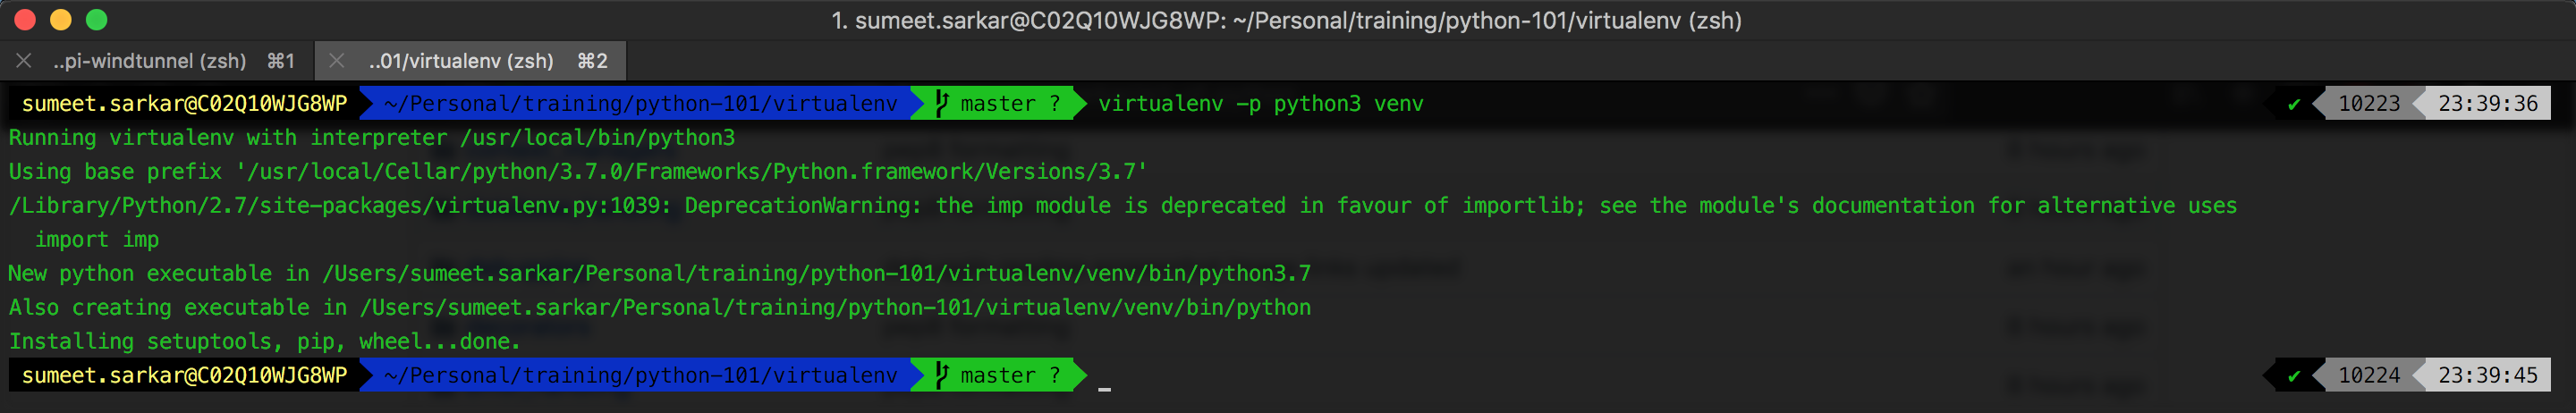 1. sumeet.sarkar@C02Q10WJG8WP: ~/Personal/training/python-101/virtualenv (zsh)
..pi-windtunnel (zsh) ⌘1 ..01/virtualenv (zsh) ⌘2
sumeet.sarkar@C02Q10WJG8WP ~/Personal/training/python-101/virtualenv master ? virtualenv -p python3 venv ✔ 10223 23:39:36
Running virtualenv with interpreter /usr/local/bin/python3
Using base prefix '/usr/local/Cellar/python/3.7.0/Frameworks/Python.framework/Versions/3.7'
/Library/Python/2.7/site-packages/virtualenv.py:1039: DeprecationWarning: the imp module is deprecated in favour of importlib; see the module's documentation for alternative uses
import imp
New python executable in /Users/sumeet.sarkar/Personal/training/python-101/virtualenv/venv/bin/python3.7
Also creating executable in /Users/sumeet.sarkar/Personal/training/python-101/virtualenv/venv/bin/python
Installing setuptools, pip, wheel...done.
sumeet.sarkar@C02Q10WJG8WP ~/Personal/training/python-101/virtualenv master ? _ ✔ 10224 23:39:45